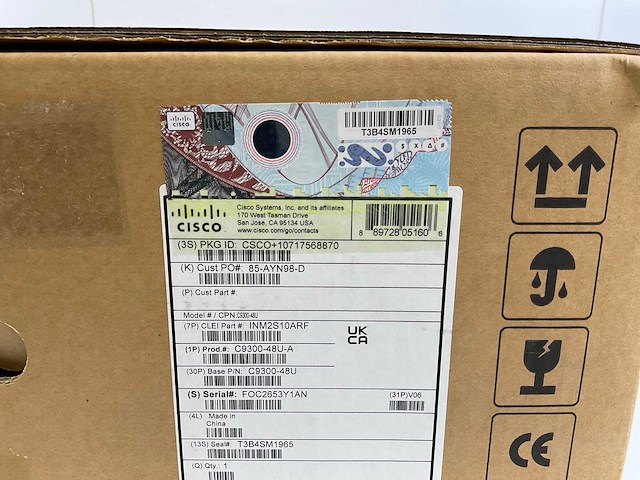 CISCO
T3B4SM1965
$ X / Δ #
CISCO
Cisco Systems, Inc. and its affiliates
170 West Tasman Drive
San Jose, CA 95134 USA
www.cisco.com/go/contacts
8 89728 05160 6
(3S) PKG ID: CSCO+10717568870
(K) Cust PO#: 85-AYN98-D
(P) Cust Part #:
Model # / CPN:C9300-48U
(7P) CLEI Part #: INM2S10ARF
UK
CA
(1P) Prod.#: C9300-48U-A
(30P) Base P/N: C9300-48U
(S) Serial#: FOC2653Y1AN
(31P)V06
(4L) Made in
China
(13S) Seal#: T3B4SM1965
(Q) Qty.: 1
CE